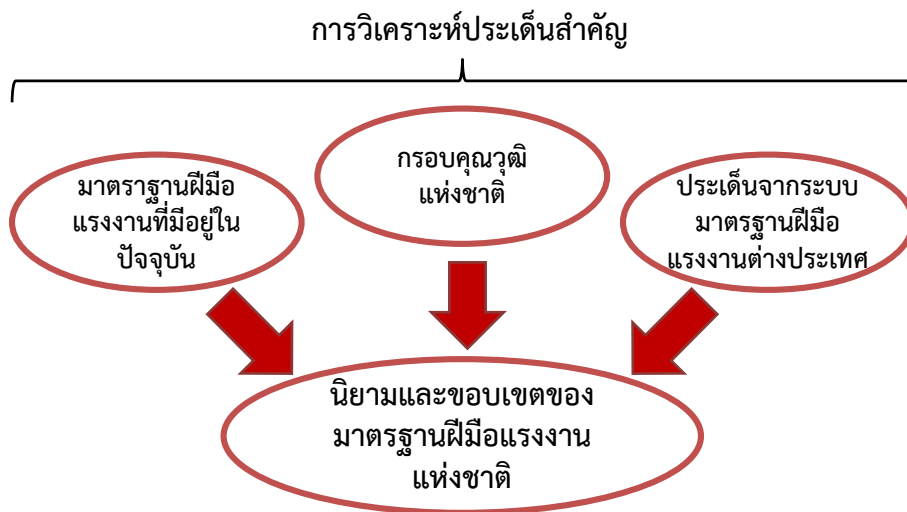 การวิเคราะห์ประเด็นสำคัญ
มาตราฐานฝีมือ
แรงงานที่มีอยู่ใน
ปัจจุบัน
กรอบคุณวุฒิ
แห่งชาติ
ประเด็นจากระบบ
มาตรฐานฝีมือ
แรงงานต่างประเทศ
นิยามและขอบเขตของ
มาตรฐานฝีมือแรงงาน
แห่งชาติ